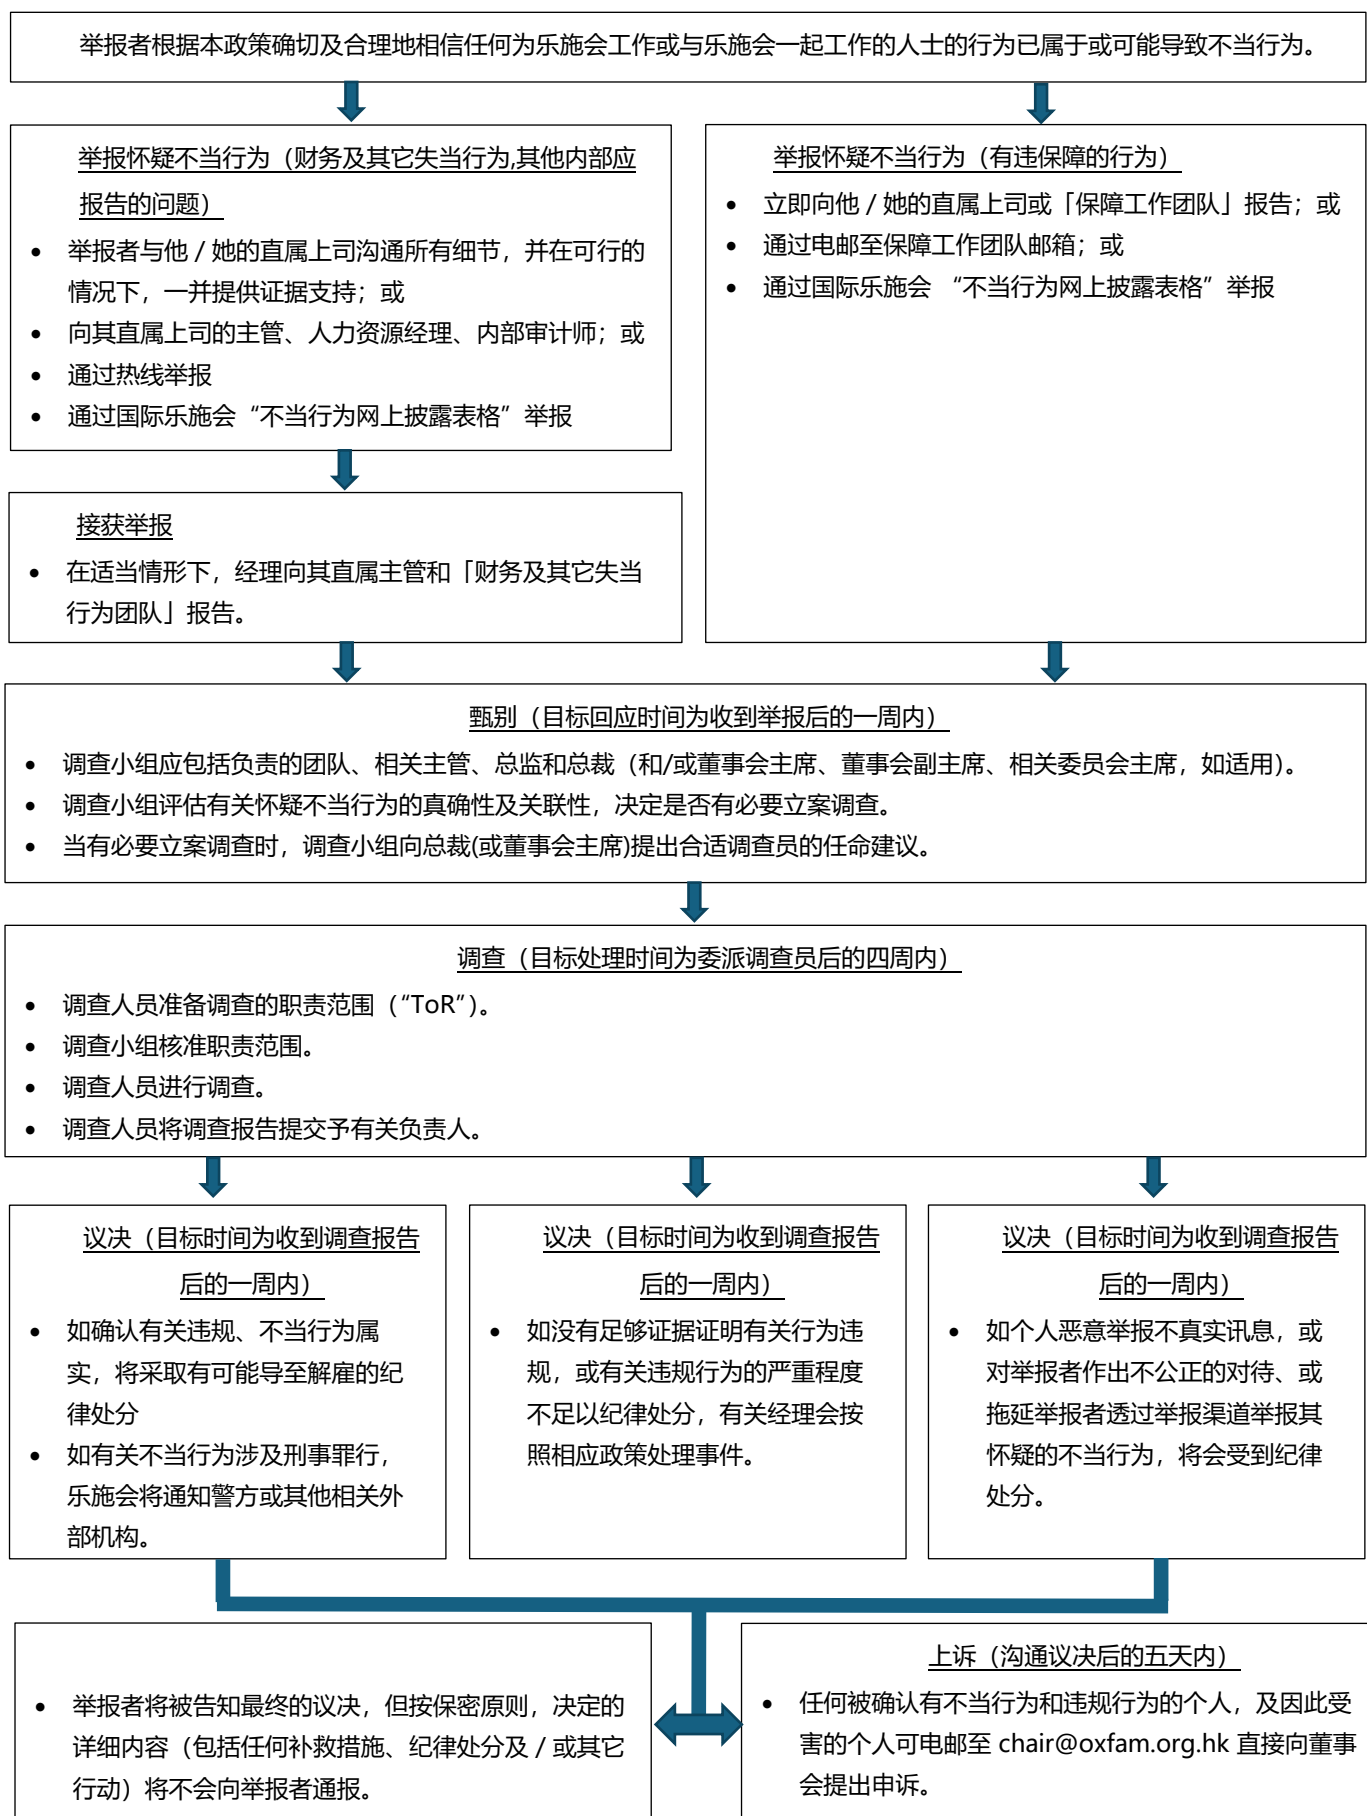 举报者根据本政策确切及合理地相信任何为乐施会工作或与乐施会一起工作的人士的行为已属于或可能导致不当行为。
举报怀疑不当行为（财务及其它失当行为,其他内部应
报告的问题）
• 举报者与他 / 她的直属上司沟通所有细节，并在可行的
情况下，一并提供证据支持；或
• 向其直属上司的主管、人力资源经理、内部审计师；或
• 通过热线举报
• 通过国际乐施会“不当行为网上披露表格”举报
举报怀疑不当行为（有违保障的行为）
• 立即向他 / 她的直属上司或「保障工作团队」报告；或
• 通过电邮至保障工作团队邮箱；或
• 通过国际乐施会 “不当行为网上披露表格”举报
接获举报
• 在适当情形下，经理向其直属主管和「财务及其它失当
行为团队」报告。
甄别（目标回应时间为收到举报后的一周内）
• 调查小组应包括负责的团队、相关主管、总监和总裁（和/或董事会主席、董事会副主席、相关委员会主席，如适用）。
• 调查小组评估有关怀疑不当行为的真确性及关联性，决定是否有必要立案调查。
• 当有必要立案调查时，调查小组向总裁(或董事会主席)提出合适调查员的任命建议。
调查（目标处理时间为委派调查员后的四周内）
• 调查人员准备调查的职责范围（“ToR”）。
• 调查小组核准职责范围。
• 调查人员进行调查。
• 调查人员将调查报告提交予有关负责人。
议决（目标时间为收到调查报告
后的一周内）
• 如确认有关违规、不当行为属
实，将采取有可能导至解雇的纪
律处分
• 如有关不当行为涉及刑事罪行，
乐施会将通知警方或其他相关外
部机构。
议决（目标时间为收到调查报告
后的一周内）
• 如没有足够证据证明有关行为违
规，或有关违规行为的严重程度
不足以纪律处分，有关经理会按
照相应政策处理事件。
议决（目标时间为收到调查报告
后的一周内）
• 如个人恶意举报不真实讯息，或
对举报者作出不公正的对待、或
拖延举报者透过举报渠道举报其
怀疑的不当行为，将会受到纪律
处分。
• 举报者将被告知最终的议决，但按保密原则，决定的
详细内容（包括任何补救措施、纪律处分及 / 或其它
行动）将不会向举报者通报。
上诉（沟通议决后的五天内）
• 任何被确认有不当行为和违规行为的个人，及因此受
害的个人可电邮至 chair@oxfam.org.hk 直接向董事
会提出申诉。